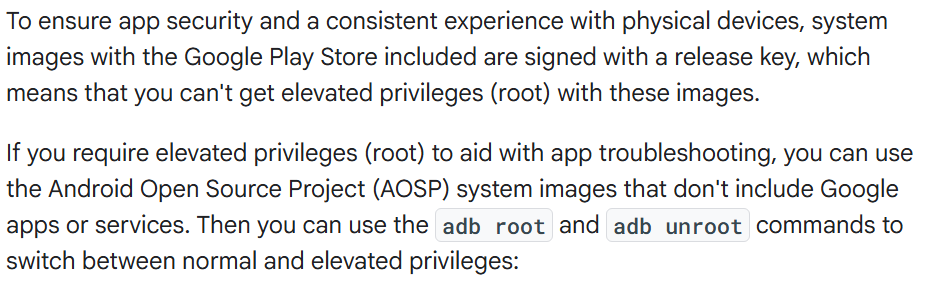 To ensure app security and a consistent experience with physical devices, system
images with the Google Play Store included are signed with a release key, which
means that you can't get elevated privileges (root) with these images.
If you require elevated privileges (root) to aid with app troubleshooting, you can use
the Android Open Source Project (AOSP) system images that don't include Google
apps or services. Then you can use the adb root and adb unroot commands to
switch between normal and elevated privileges: